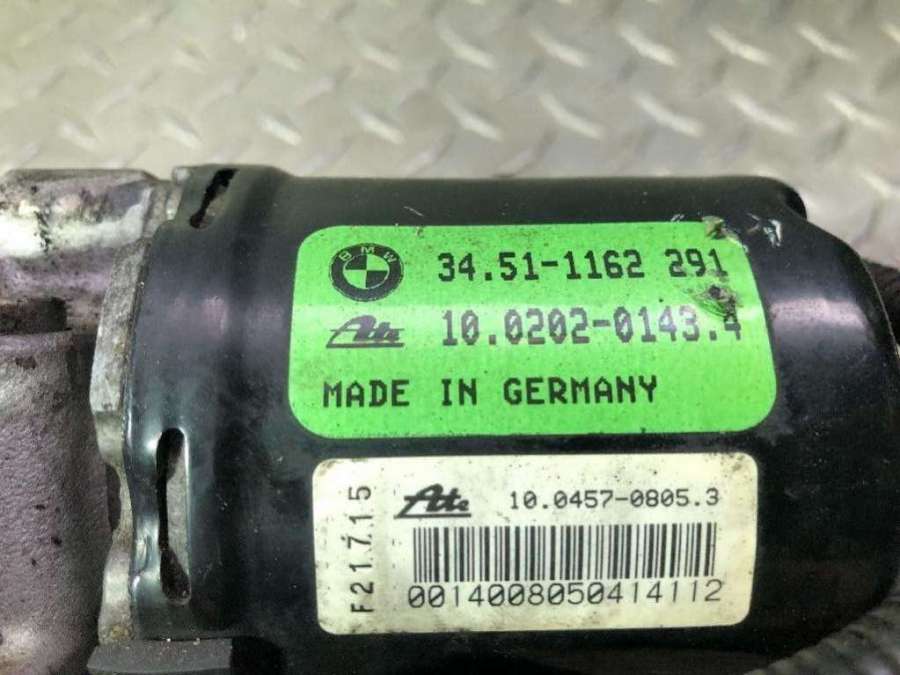 BMW 34.51-1162 291
Ate 10.0202-0143.4
MADE IN GERMANY
F21.7.15
Ate 10.0457-0805.3
0014008050414112